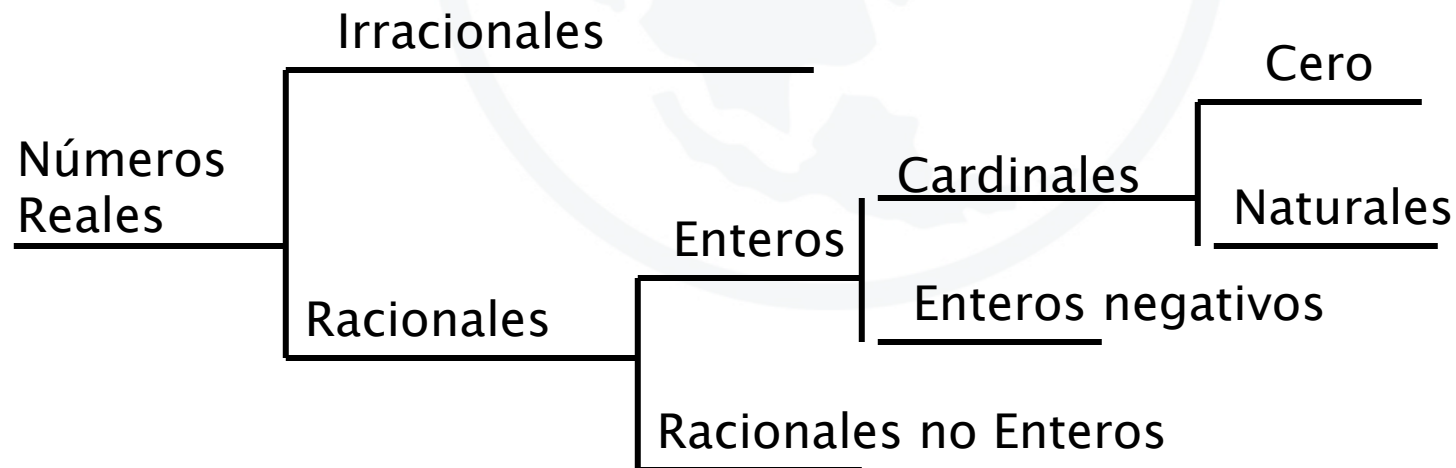 Irracionales
Cero
Números
Reales
Cardinales
Naturales
Enteros
Enteros negativos
Racionales
Racionales no Enteros